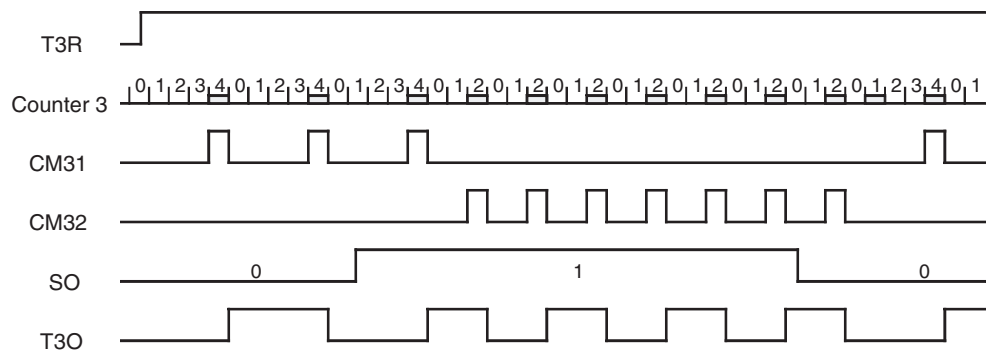 T3R
Counter 3 0 1 2 3 4 0 1 2 3 4 0 1 2 3 4 0 1 2 0 1 2 0 1 2 0 1 2 0 1 2 0 1 2 0 1 2 0 1 2 3 4 0 1
CM31
CM32
SO 0 1 0
T3O